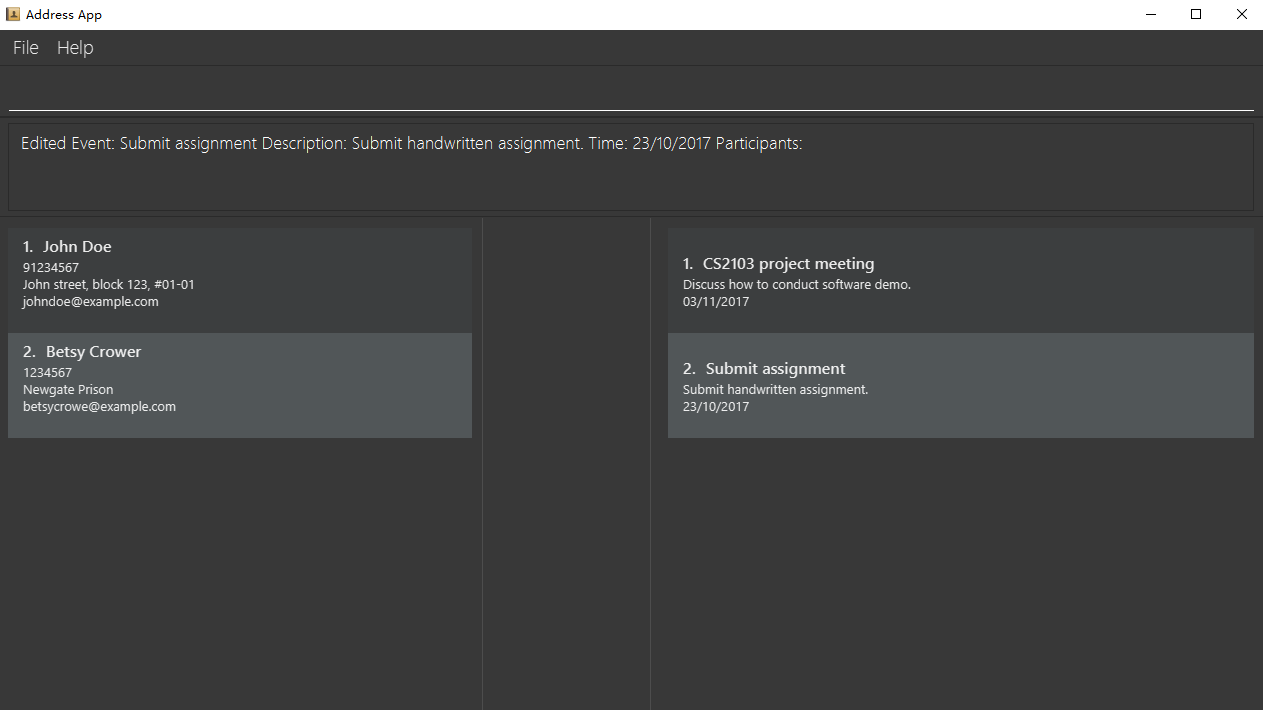 Address App
File Help
Edited Event: Submit assignment Description: Submit handwritten assignment. Time: 23/10/2017 Participants:
1. John Doe
91234567
John street, block 123, #01-01
johndoe@example.com
2. Betsy Crower
1234567
Newgate Prison
betsycrowe@example.com
1. CS2103 project meeting
Discuss how to conduct software demo.
03/11/2017
2. Submit assignment
Submit handwritten assignment.
23/10/2017